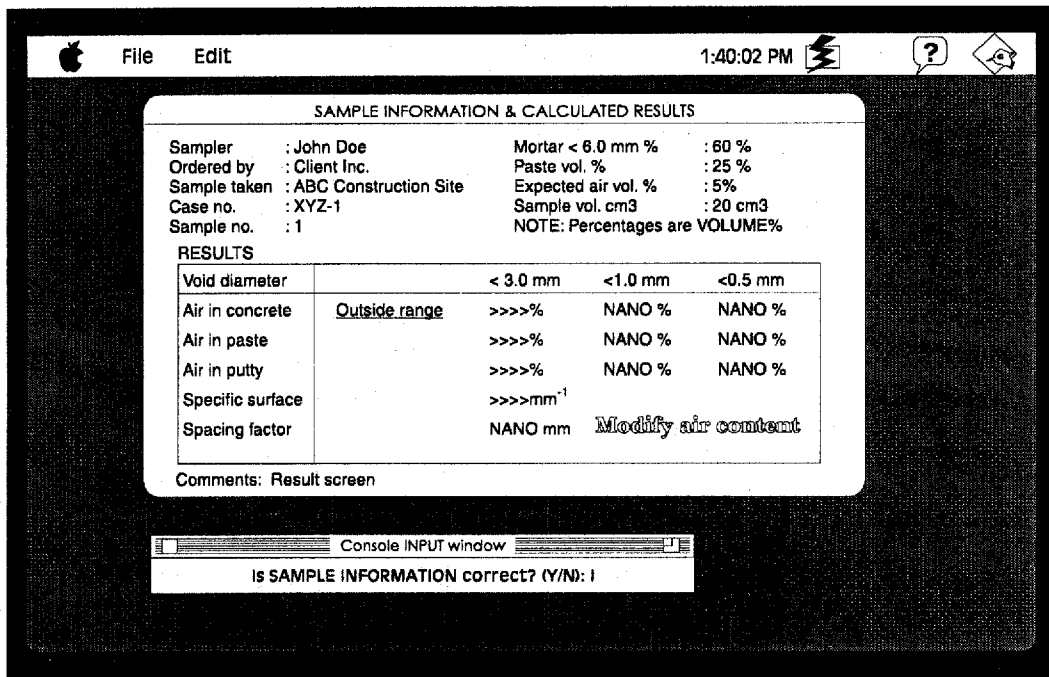 File Edit 1:40:02 PM ?
SAMPLE INFORMATION & CALCULATED RESULTS
Sampler : John Doe Mortar < 6.0 mm % : 60 %
Ordered by : Client Inc. Paste vol. % : 25 %
Sample taken : ABC Construction Site Expected air vol. % : 5%
Case no. : XYZ-1 Sample vol. cm3 : 20 cm3
Sample no. : 1 NOTE: Percentages are VOLUME%
RESULTS
Void diameter < 3.0 mm <1.0 mm <0.5 mm
Air in concrete Outside range >>>>% NANO % NANO %
Air in paste >>>>% NANO % NANO %
Air in putty >>>>% NANO % NANO %
Specific surface >>>>mm⁻¹
Spacing factor NANO mm Modify air content
Comments: Result screen
Console INPUT window
Is SAMPLE INFORMATION correct? (Y/N): I